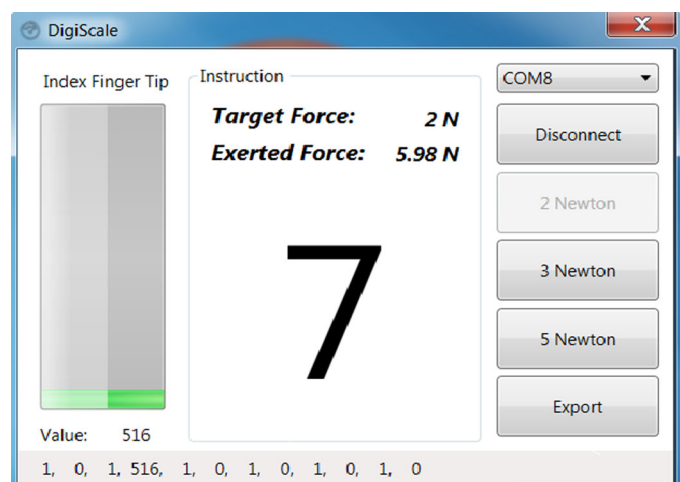 DigiScale
X
Index Finger Tip
Instruction
COM8
Target Force: 2 N
Exerted Force: 5.98 N
Disconnect
2 Newton
7
3 Newton
5 Newton
Export
Value: 516
1, 0, 1, 516, 1, 0, 1, 0, 1, 0, 1, 0